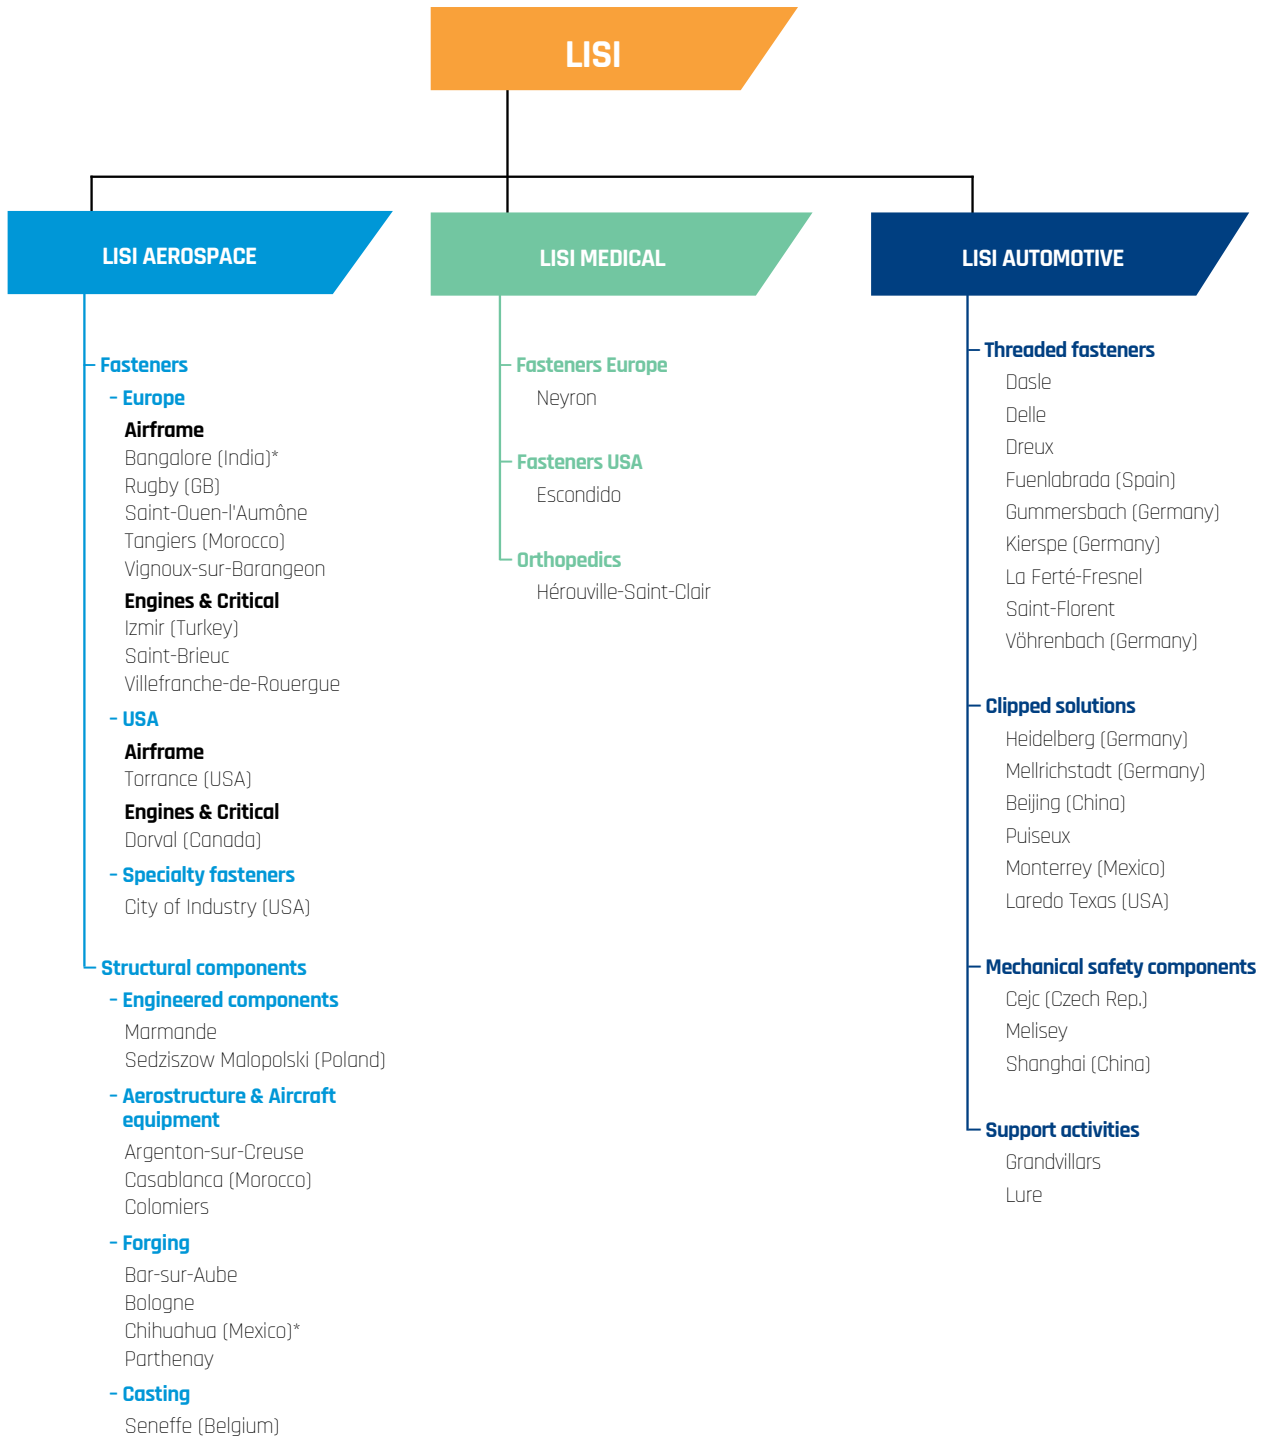 LISI
LISI AEROSPACE
– Fasteners
– Europe
Airframe
Bangalore (India)*
Rugby (GB)
Saint-Ouen-l'Aumône
Tangiers (Morocco)
Vignoux-sur-Barangeon
Engines & Critical
Izmir (Turkey)
Saint-Brieuc
Villefranche-de-Rouergue
– USA
Airframe
Torrance (USA)
Engines & Critical
Dorval (Canada)
– Specialty fasteners
City of Industry (USA)
Structural components
– Engineered components
Marmande
Sedziszow Malopolski (Poland)
– Aerostructure & Aircraft
equipment
Argenton-sur-Creuse
Casablanca (Morocco)
Colomiers
– Forging
Bar-sur-Aube
Bologne
Chihuahua (Mexico)*
Parthenay
– Casting
Seneffe (Belgium)
LISI MEDICAL
Fasteners Europe
Neyron
Fasteners USA
Escondido
Orthopedics
Hérouville-Saint-Clair
LISI AUTOMOTIVE
Threaded fasteners
Dasle
Delle
Dreux
Fuenlabrada (Spain)
Gummersbach (Germany)
Kierspe (Germany)
La Ferté-Fresnel
Saint-Florent
Vöhrenbach (Germany)
Clipped solutions
Heidelberg (Germany)
Mellrichstadt (Germany)
Beijing (China)
Puiseux
Monterrey (Mexico)
Laredo Texas (USA)
Mechanical safety components
Cejc (Czech Rep.)
Melisey
Shanghai (China)
Support activities
Grandvillars
Lure